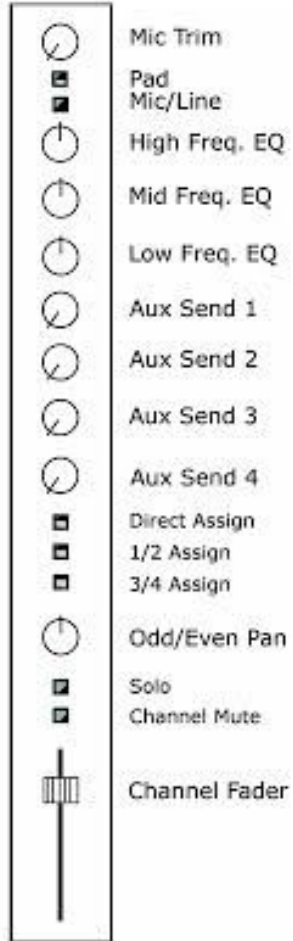 Mic Trim
Pad
Mic/Line
High Freq. EQ
Mid Freq. EQ
Low Freq. EQ
Aux Send 1
Aux Send 2
Aux Send 3
Aux Send 4
Direct Assign
1/2 Assign
3/4 Assign
Odd/Even Pan
Solo
Channel Mute
Channel Fader